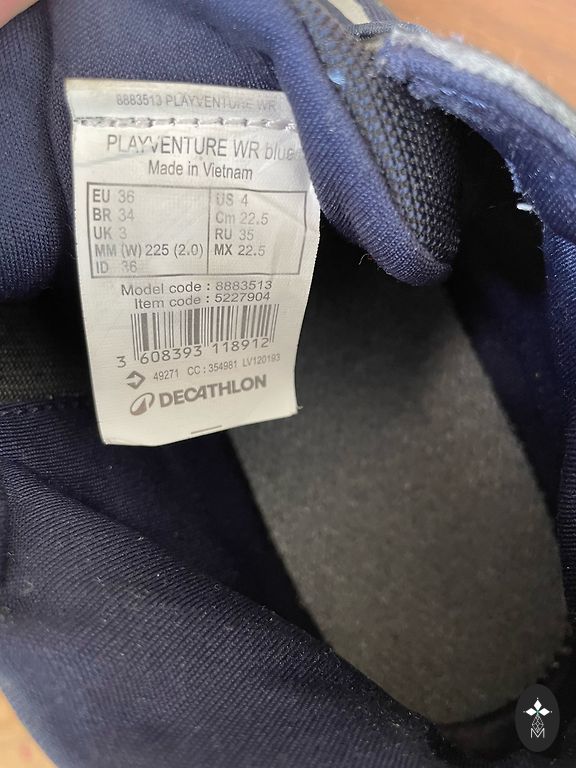 8883513 PLAYVENTURE WR
PLAYVENTURE WR blue
Made in Vietnam
EU 36 US 4
BR 34 Cm 22.5
UK 3 RU 35
MM (W) 225 (2.0) MX 22.5
ID 36
Model code : 8883513
Item code : 5227904
3 608393 118912
49271 CC : 354981 LV120193
DECATHLON
M